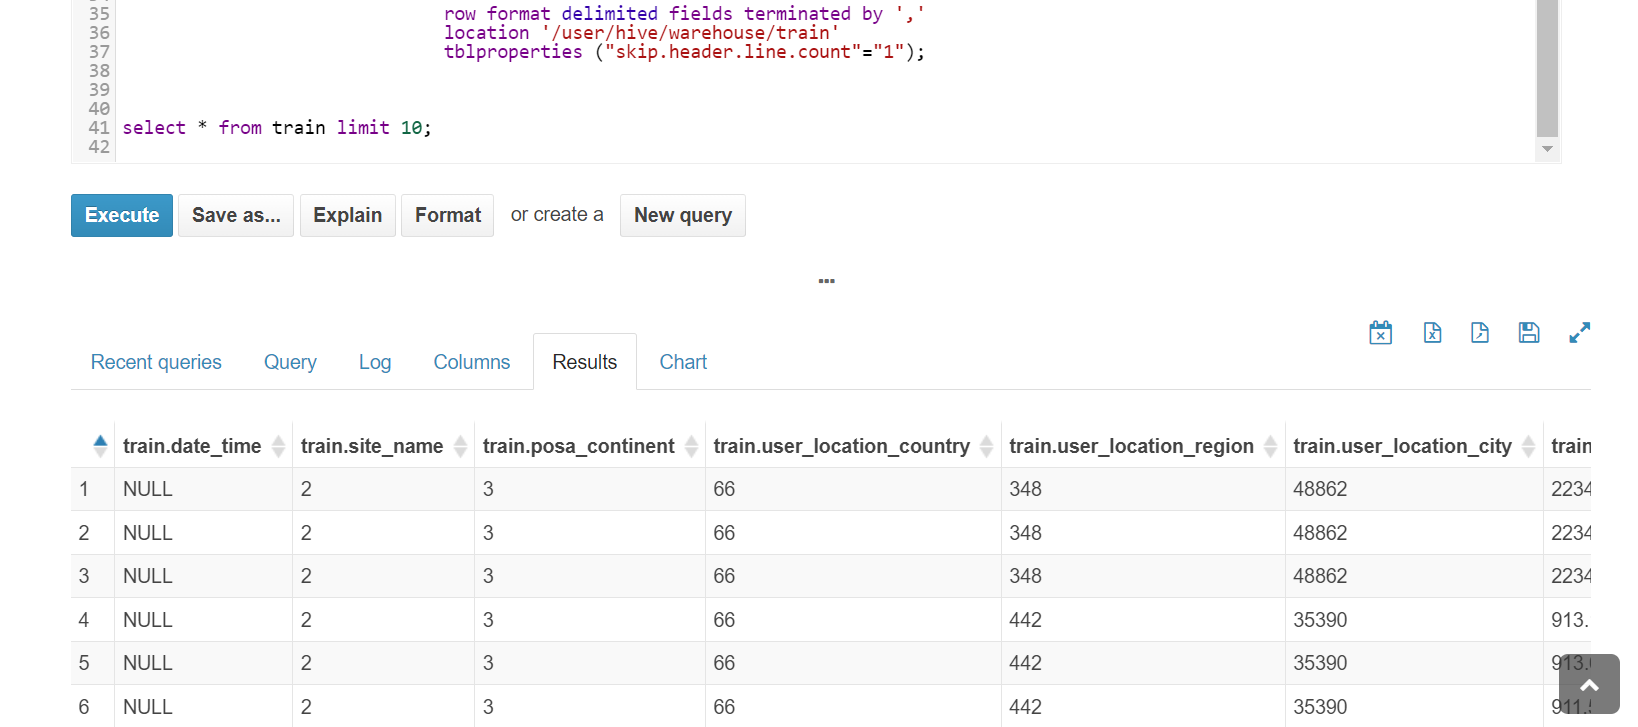 35 row format delimited fields terminated by ','
36 location '/user/hive/warehouse/train'
37 tblproperties ("skip.header.line.count"="1");
38
39
40
41 select * from train limit 10;
42
Execute Save as... Explain Format or create a New query
Recent queries Query Log Columns Results Chart
train.date_time train.site_name train.posa_continent train.user_location_country train.user_location_region train.user_location_city train
1 NULL 2 3 66 348 48862 2234
2 NULL 2 3 66 348 48862 2234
3 NULL 2 3 66 348 48862 2234
4 NULL 2 3 66 442 35390 913.
5 NULL 2 3 66 442 35390 913.
6 NULL 2 3 66 442 35390 911.